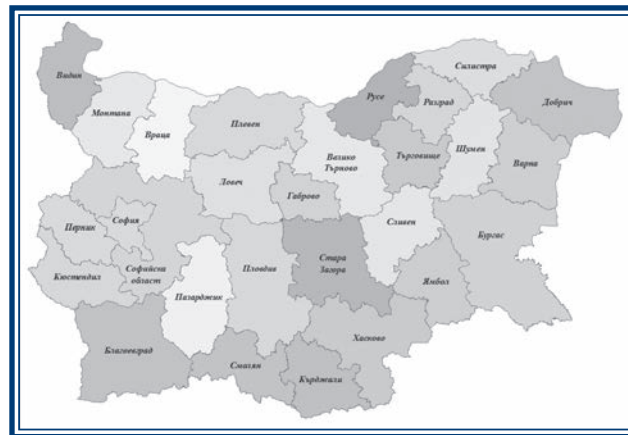 Видин
Монтана
Враца
Плевен
Велико
Търново
Русе
Силистра
Разград
Добрич
Търговище
Шумен
Варна
Ловеч
Габрово
Сливен
Бургас
Перник
София
Кюстендил
Софийска
област
Пазарджик
Пловдив
Стара
Загора
Ямбол
Хасково
Благоевград
Смолян
Кърджали